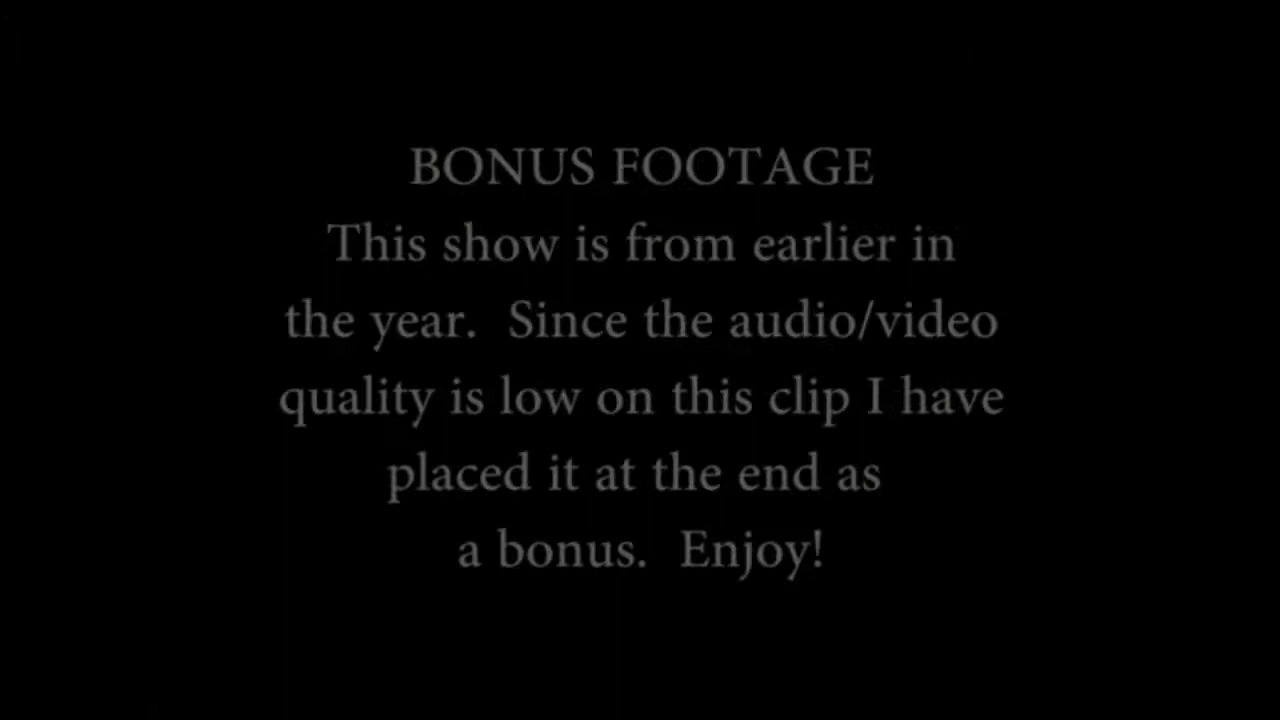 BONUS FOOTAGE
This show is from earlier in
the year.  Since the audio/video
quality is low on this clip I have
placed it at the end as
a bonus.  Enjoy!